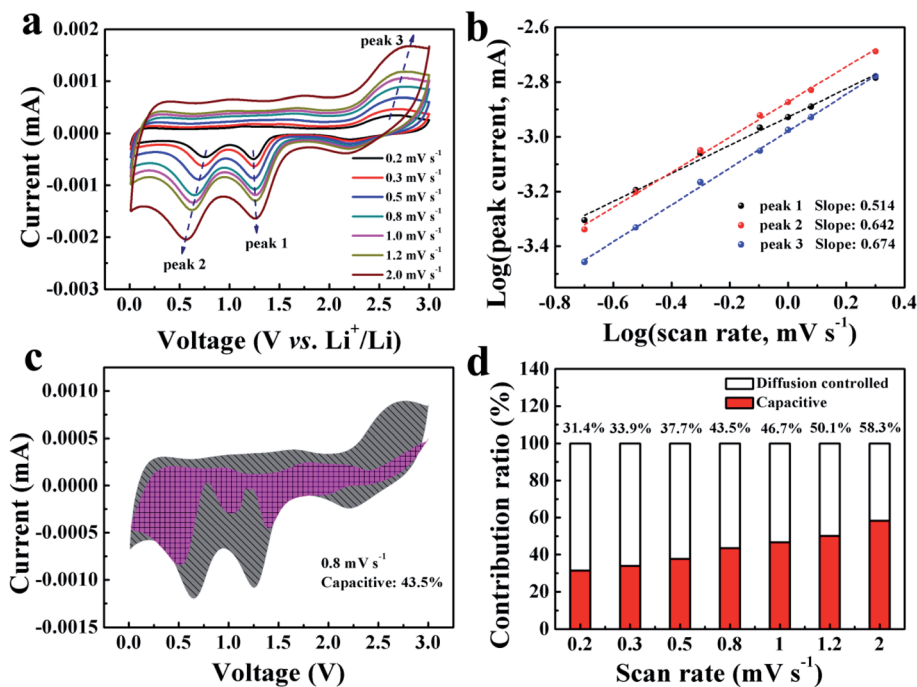 a
0.002
0.001
0.000
-0.001
-0.002
-0.003
Current (mA)
peak 3
peak 2
peak 1
0.2 mV s⁻¹
0.3 mV s⁻¹
0.5 mV s⁻¹
0.8 mV s⁻¹
1.0 mV s⁻¹
1.2 mV s⁻¹
2.0 mV s⁻¹
0.0 0.5 1.0 1.5 2.0 2.5 3.0
Voltage (V vs. Li⁺/Li)
b
-2.6
-2.8
-3.0
-3.2
-3.4
Log(peak current, mA)
peak 1 Slope: 0.514
peak 2 Slope: 0.642
peak 3 Slope: 0.674
-0.8 -0.6 -0.4 -0.2 0.0 0.2 0.4
Log(scan rate, mV s⁻¹)
c
0.0010
0.0005
0.0000
-0.0005
-0.0010
-0.0015
Current (mA)
0.8 mV s⁻¹
Capacitive: 43.5%
0.0 0.5 1.0 1.5 2.0 2.5 3.0
Voltage (V)
d
140
120
100
80
60
40
20
0
Contribution ratio (%)
Diffusion controlled
Capacitive
31.4% 33.9% 37.7% 43.5% 46.7% 50.1% 58.3%
0.2 0.3 0.5 0.8 1 1.2 2
Scan rate (mV s⁻¹)